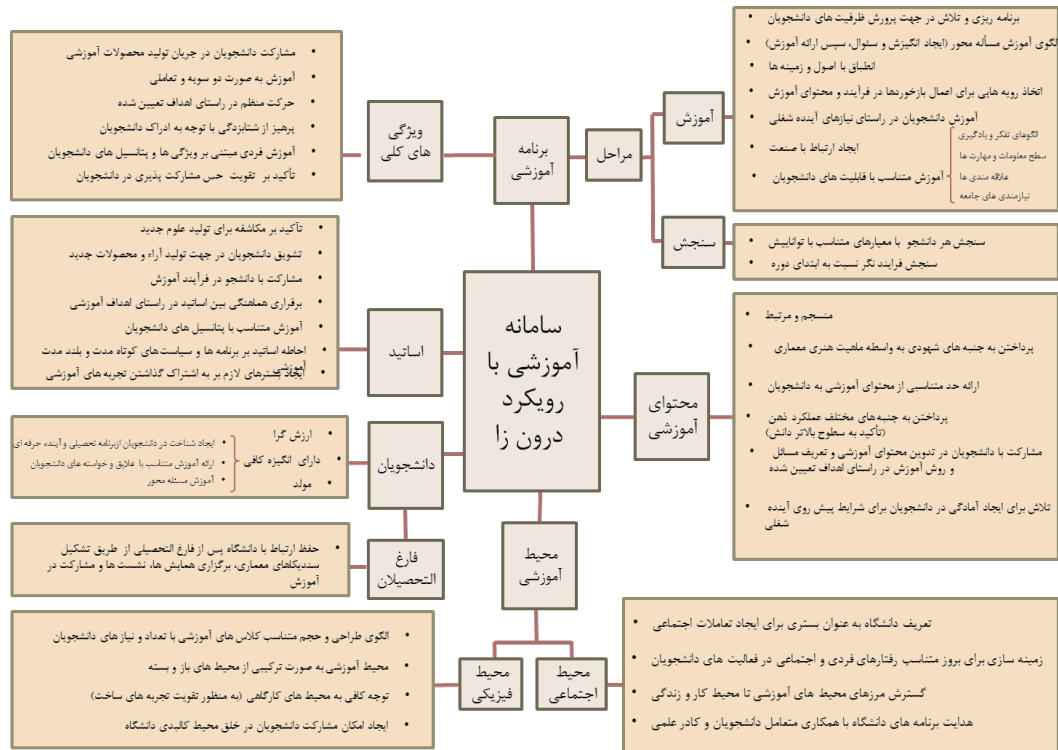 برنامه ریزی و تلاش در جهت پرورش ظرفیت های دانشجویان
الگوی آموزش مسأله محور (ایجاد انگیزش و سئوال، سپس ارائه آموزش)
انطباق با اصول و زمینه ها
اتخاذ رویه هایی برای اعمال بازخوردها در فرآیند و محتوای آموزش
آموزش دانشجویان در راستای نیازهای آینده شغلی
ایجاد ارتباط با صنعت
آموزش متناسب با قابلیت های دانشجویان
الگوهای تفکر و یادگیری
سطح معلومات و مهارت ها
علاقه مندی ها
نیازمندی های جامعه
آموزش
مراحل
سنجش
سنجش هر دانشجو با معیارهای متناسب با تواناییش
سنجش فرایند نگر نسبت به ابتدای دوره
برنامه
آموزشی
ویژگی
های کلی
مشارکت دانشجویان در جریان تولید محصولات آموزشی
آموزش به صورت دو سویه و تعاملی
حرکت منظم در راستای اهداف تعیین شده
پرهیز از شتابزدگی با توجه به ادراک دانشجویان
آموزش فردی مبتنی بر ویژگی ها و پتانسیل های دانشجویان
تأکید بر تقویت حس مشارکت پذیری در دانشجویان
سامانه
آموزشی با
رویکرد
درون زا
اساتید
تأکید بر مکاشفه برای تولید علوم جدید
تشویق دانشجویان در جهت تولید آراء و محصولات جدید
مشارکت با دانشجو در فرآیند آموزش
برقراری هماهنگی بین اساتید در راستای اهداف آموزشی
آموزش متناسب با پتانسیل های دانشجویان
احاطه اساتید بر برنامه ها و سیاست های کوتاه مدت و بلند مدت
آموزشی
ایجاد بسترهای لازم بر به اشتراک گذاشتن تجربه های آموزشی
محتوای
آموزشی
منسجم و مرتبط
پرداختن به جنبه های شهودی به واسطه ماهیت هنری معماری
ارائه حد متناسبی از محتوای آموزشی به دانشجویان
پرداختن به جنبه های مختلف عملکرد ذهن
(تأکید به سطوح بالاتر دانش)
مشارکت با دانشجویان در تدوین محتوای آموزشی و تعریف مسائل
و روش آموزش در راستای اهداف تعیین شده
تلاش برای ایجاد آمادگی در دانشجویان برای شرایط پیش روی آینده
شغلی
دانشجویان
ارزش گرا
دارای انگیزه کافی
مولد
ایجاد شناخت در دانشجویان ازبرنامه تحصیلی و آینده حرفه ای
ارائه آموزش متناسب با علایق و خواسته های دانشجویان
آموزش مسئله محور
فارغ
التحصیلان
حفظ ارتباط با دانشگاه پس از فارغ التحصیلی از طریق تشکیل
سندیکاهای معماری، برگزاری همایش ها، نشست ها و مشارکت در
آموزش
محیط
آموزشی
محیط
اجتماعی
محیط
فیزیکی
تعریف دانشگاه به عنوان بستری برای ایجاد تعاملات اجتماعی
زمینه سازی برای بروز متناسب رفتارهای فردی و اجتماعی در فعالیت های دانشجویان
گسترش مرزهای محیط های آموزشی تا محیط کار و زندگی
هدایت برنامه های دانشگاه با همکاری متعامل دانشجویان و کادر علمی
الگوی طراحی و حجم متناسب کلاس های آموزشی با تعداد و نیاز های دانشجویان
محیط آموزشی به صورت ترکیبی از محیط های باز و بسته
توجه کافی به محیط های کارگاهی (به منظور تقویت تجربه های ساخت)
ایجاد امکان مشارکت دانشجویان در خلق محیط کالبدی دانشگاه